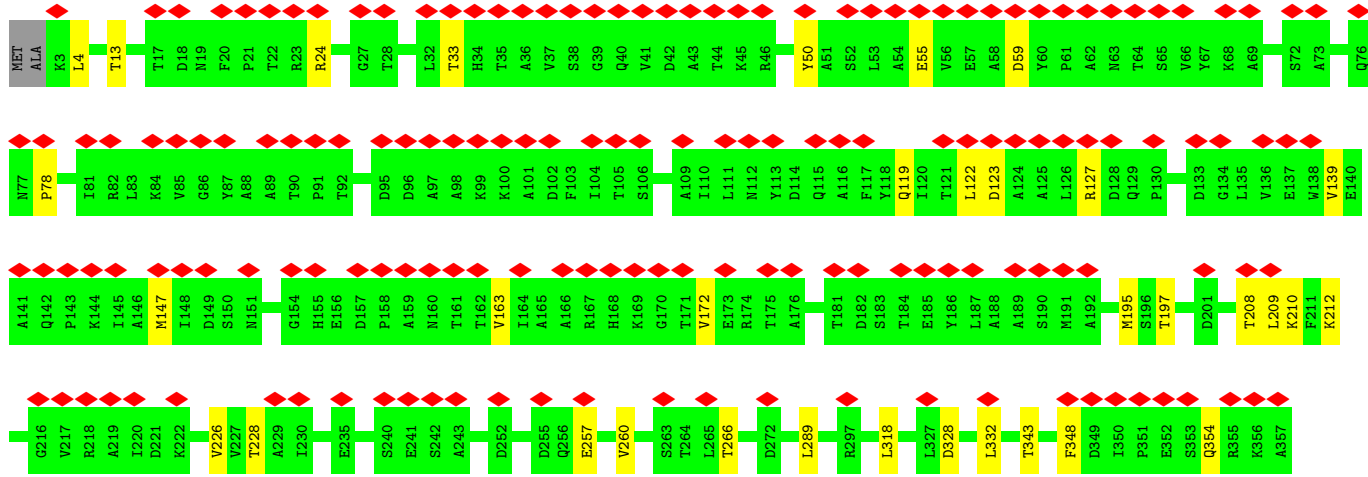 MET ALA K3 L4 T13 T17 D18 N19 F20 P21 T22 R23 R24 G27 T28 L32 T33 H34 T35 A36 V37 S38 G39 Q40 V41 D42 A43 T44 K45 R46 Y50 A51 S52 L53 A54 E55 V56 E57 A58 D59 Y60 P61 A62 N63 T64 S65 V66 Y67 K68 A69 S72 A73 Q76
N77 P78 I81 R82 L83 K84 V85 G86 Y87 A88 A89 T90 P91 T92 D95 D96 A97 A98 K99 K100 A101 D102 F103 I104 T105 S106 A109 I110 L111 N112 Y113 D114 Q115 A116 F117 Y118 Q119 I120 T121 L122 D123 A124 A125 L126 R127 D128 Q129 P130 D133 G134 L135 V136 E137 W138 V139 E140
A141 Q142 P143 K144 I145 A146 M147 I148 D149 S150 N151 G154 H155 E156 D157 P158 A159 N160 T161 T162 V163 I164 A165 A166 R167 H168 K169 G170 T171 V172 E173 R174 T175 A176 T181 D182 S183 T184 E185 Y186 L187 A188 A189 S190 M191 A192 M195 S196 T197 D201 T208 L209 K210 F211 K212
G216 V217 R218 A219 I220 D221 K222 V226 V227 T228 A229 I230 E235 S240 E241 S242 A243 D252 D255 Q256 E257 V260 S263 T264 L265 T266 D272 L289 R297 L318 L327 D328 L332 T343 F348 D349 I350 P351 E352 S353 Q354 R355 K356 A357